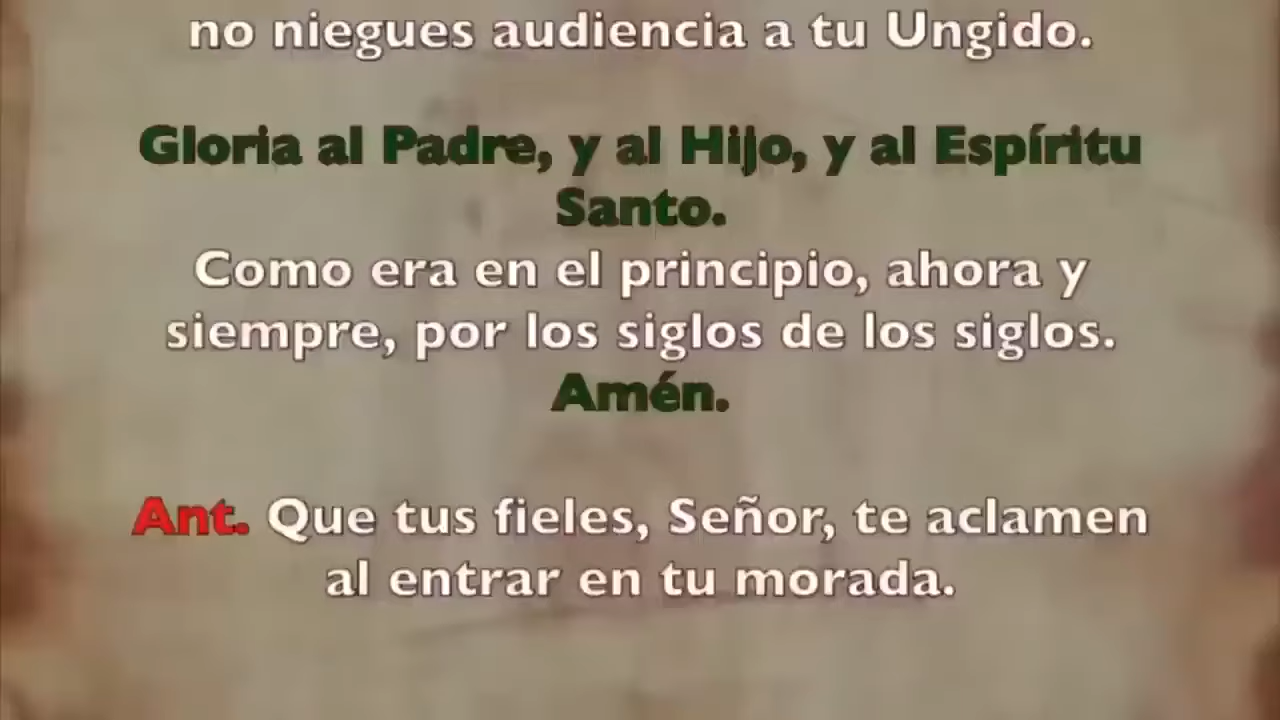 no niegues audiencia a tu Ungido.
Gloria al Padre, y al Hijo, y al Espíritu
Santo.
Como era en el principio, ahora y
siempre, por los siglos de los siglos.
Amén.
Ant. Que tus fieles, Señor, te aclamen
al entrar en tu morada.